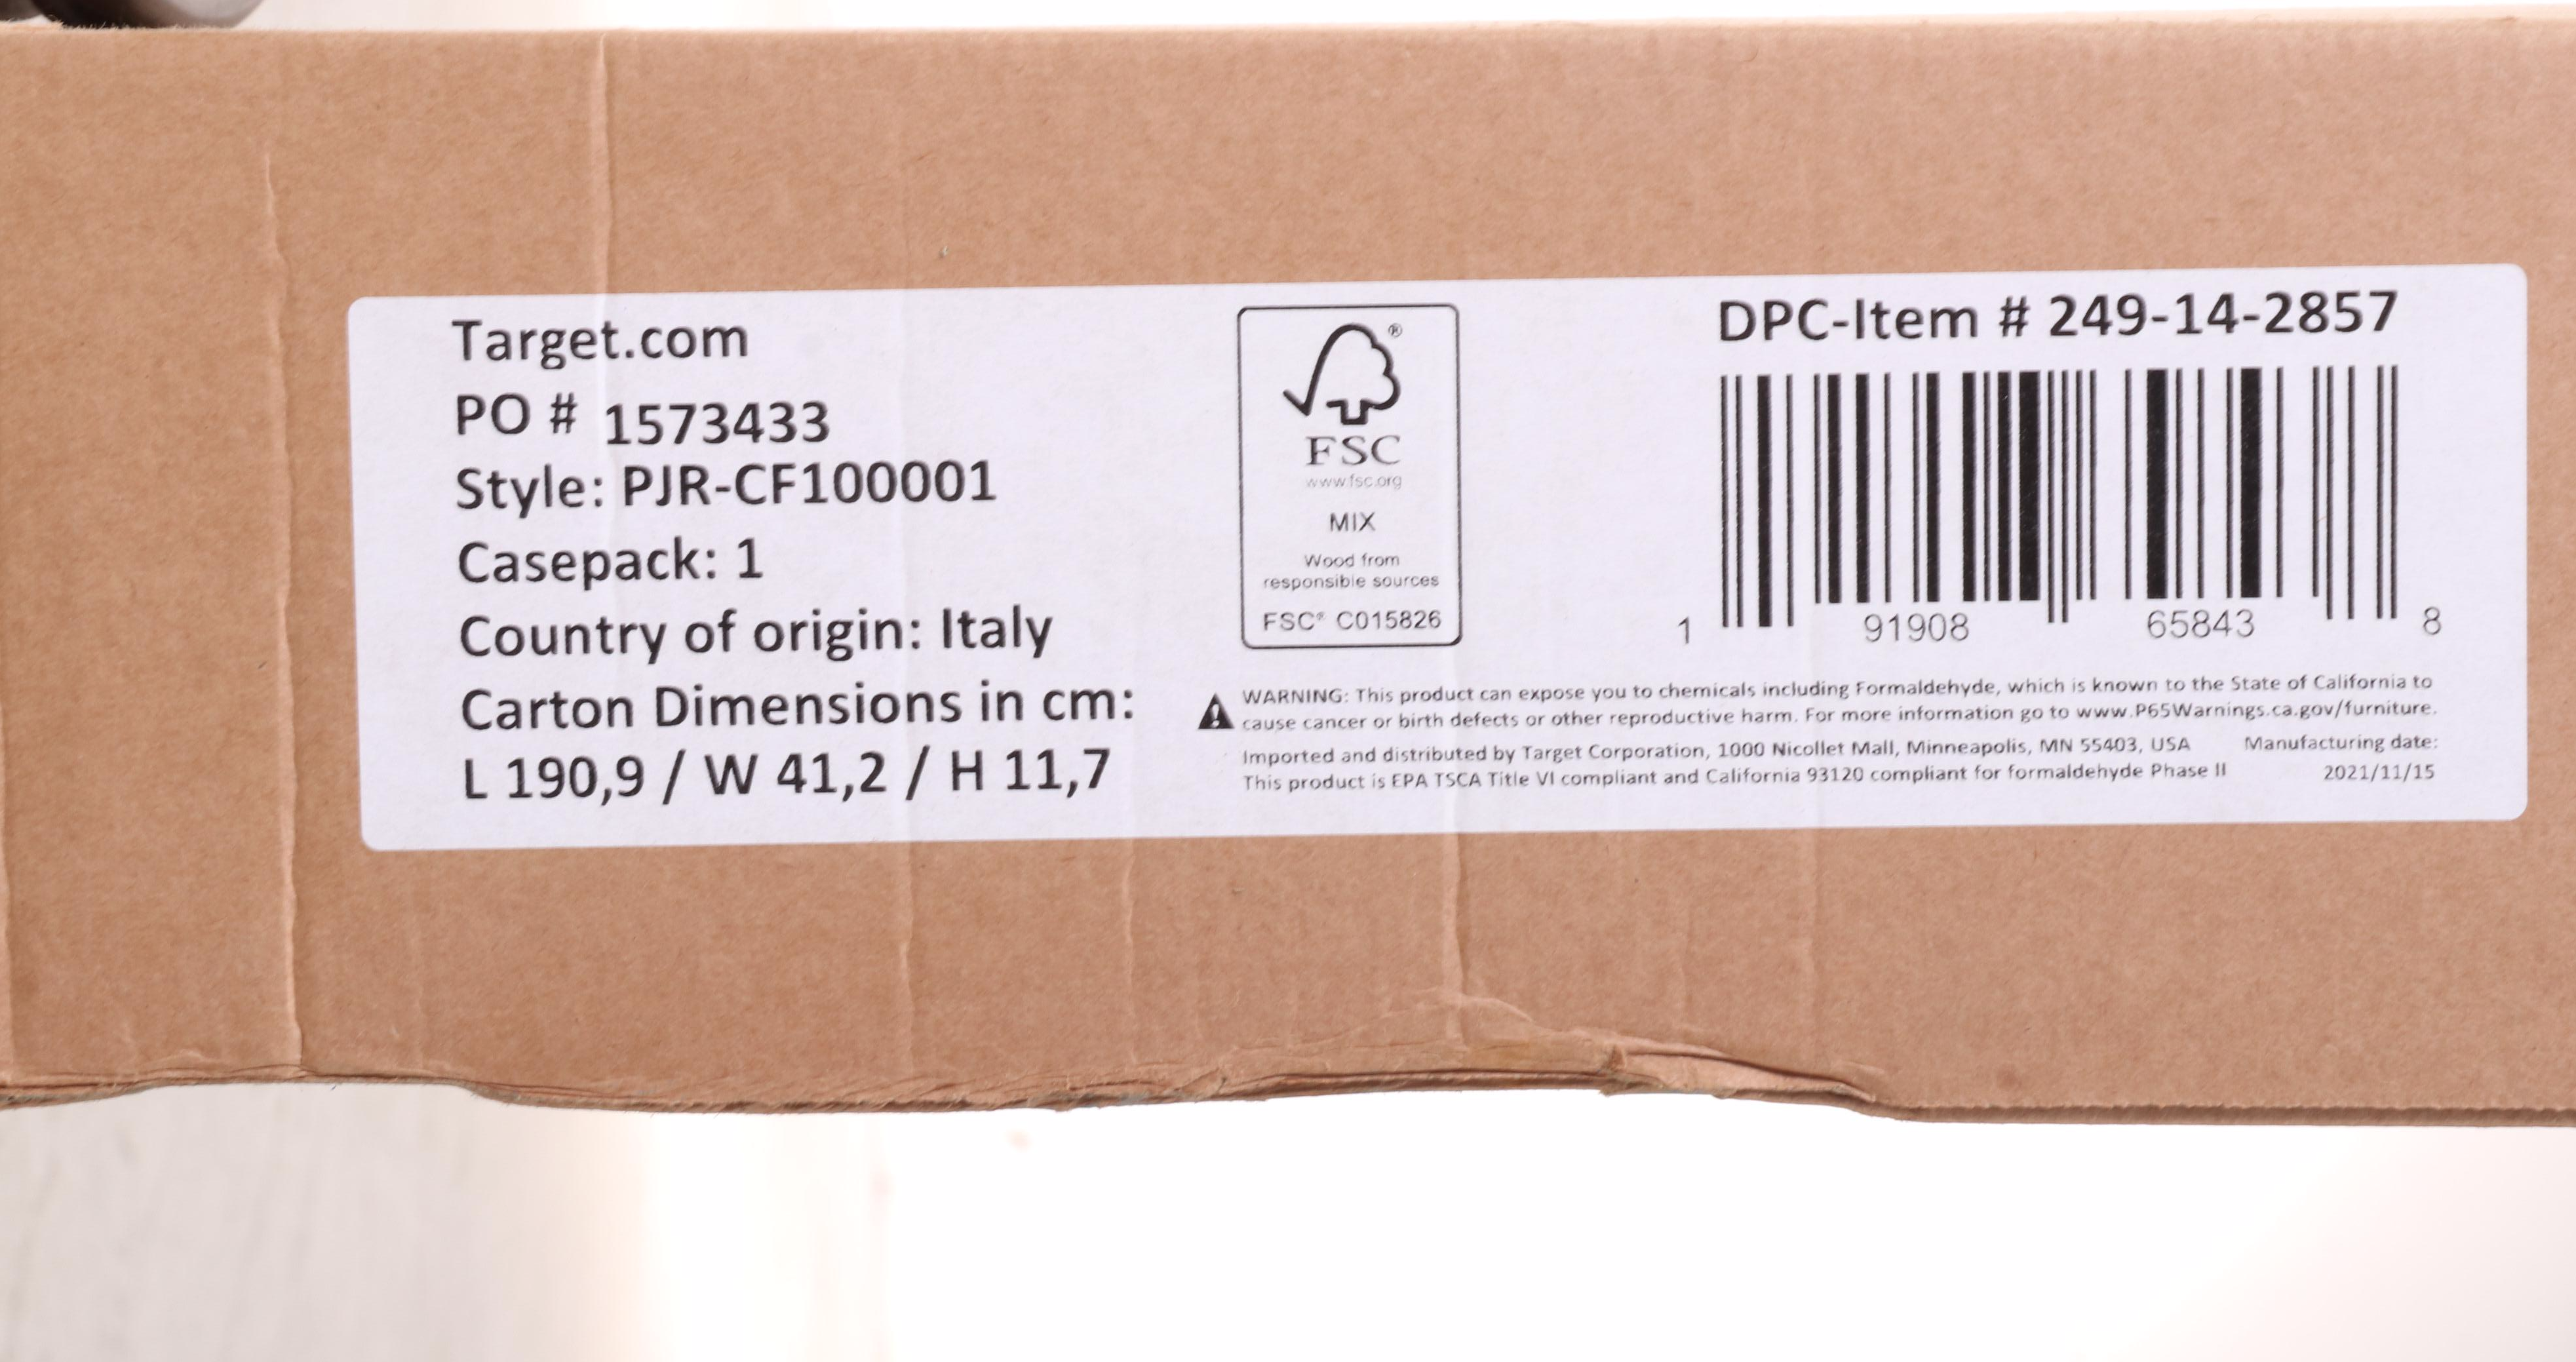 Target.com
PO # 1573433
Style: PJR-CF100001
Casepack: 1
Country of origin: Italy
Carton Dimensions in cm:
L 190,9 / W 41,2 / H 11,7
®
FSC
www.fsc.org
MIX
Wood from
responsible sources
FSC® C015826
DPC-Item # 249-14-2857
1 91908 65843 8
WARNING: This product can expose you to chemicals including Formaldehyde, which is known to the State of California to
cause cancer or birth defects or other reproductive harm. For more information go to www.P65Warnings.ca.gov/furniture.
Imported and distributed by Target Corporation, 1000 Nicollet Mall, Minneapolis, MN 55403, USA
This product is EPA TSCA Title VI compliant and California 93120 compliant for formaldehyde Phase II
Manufacturing date:
2021/11/15